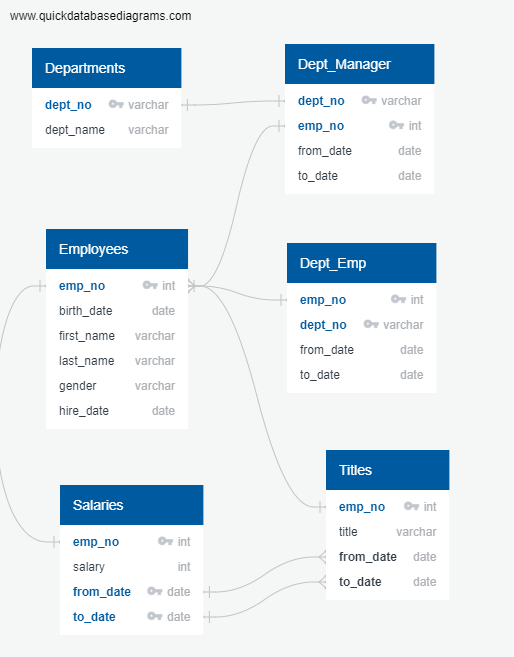 www.quickdatabasediagrams.com
Departments
dept_no varchar
dept_name varchar
Dept_Manager
dept_no varchar
emp_no int
from_date date
to_date date
Employees
emp_no int
birth_date date
first_name varchar
last_name varchar
gender varchar
hire_date date
Dept_Emp
emp_no int
dept_no varchar
from_date date
to_date date
Salaries
emp_no int
salary int
from_date date
to_date date
Titles
emp_no int
title varchar
from_date date
to_date date